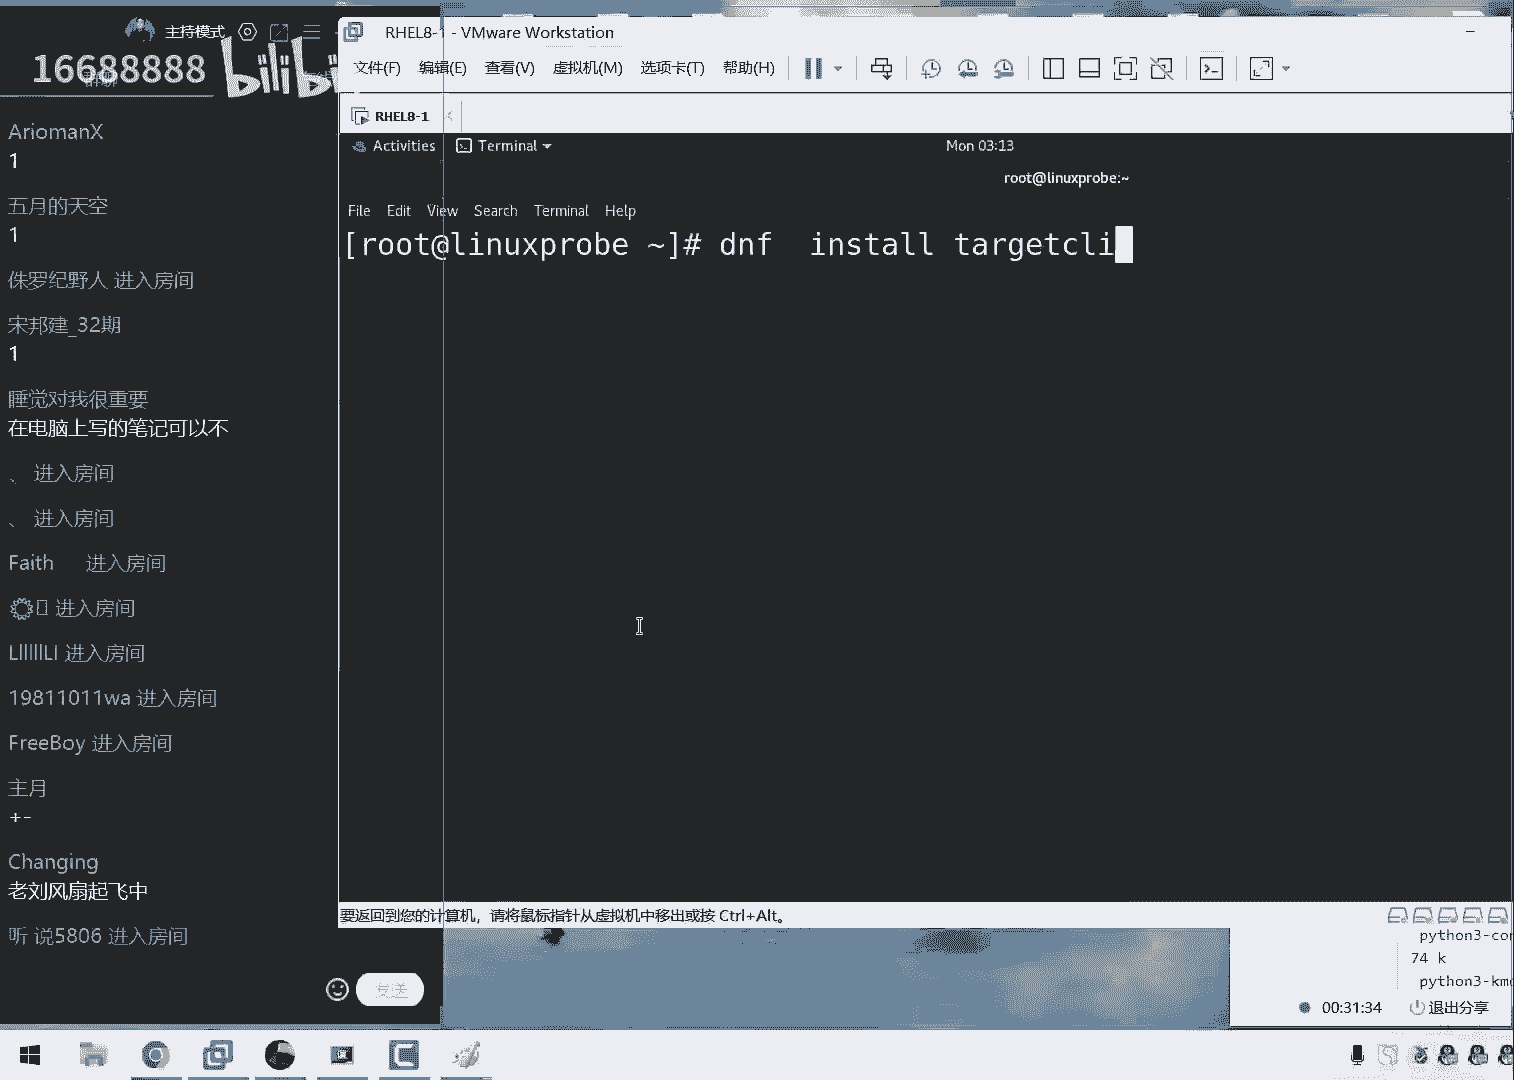 主持模式
16688888
AriomanX
1
五月的天空
1
侏罗纪野人 进入房间
宋邦建_32期
1
睡觉对我很重要
在电脑上写的笔记可以不
、 进入房间
、 进入房间
Faith 进入房间
进入房间
LlllllLl 进入房间
19811011wa 进入房间
FreeBoy 进入房间
主月
+-
Changing
老刘风扇起飞中
听 说5806 进入房间
发送
RHEL8-1 - VMware Workstation
文件(F) 编辑(E) 查看(V) 虚拟机(M) 选项卡(T) 帮助(H)
RHEL8-1
Activities Terminal Mon 03:13
root@linuxprobe:~
File Edit View Search Terminal Help
[root@linuxprobe ~]# dnf  install targetcli
要返回到您的计算机，请将鼠标指针从虚拟机中移出或按 Ctrl+Alt。
python3-con
74 k
python3-kmo
00:31:34 退出分享